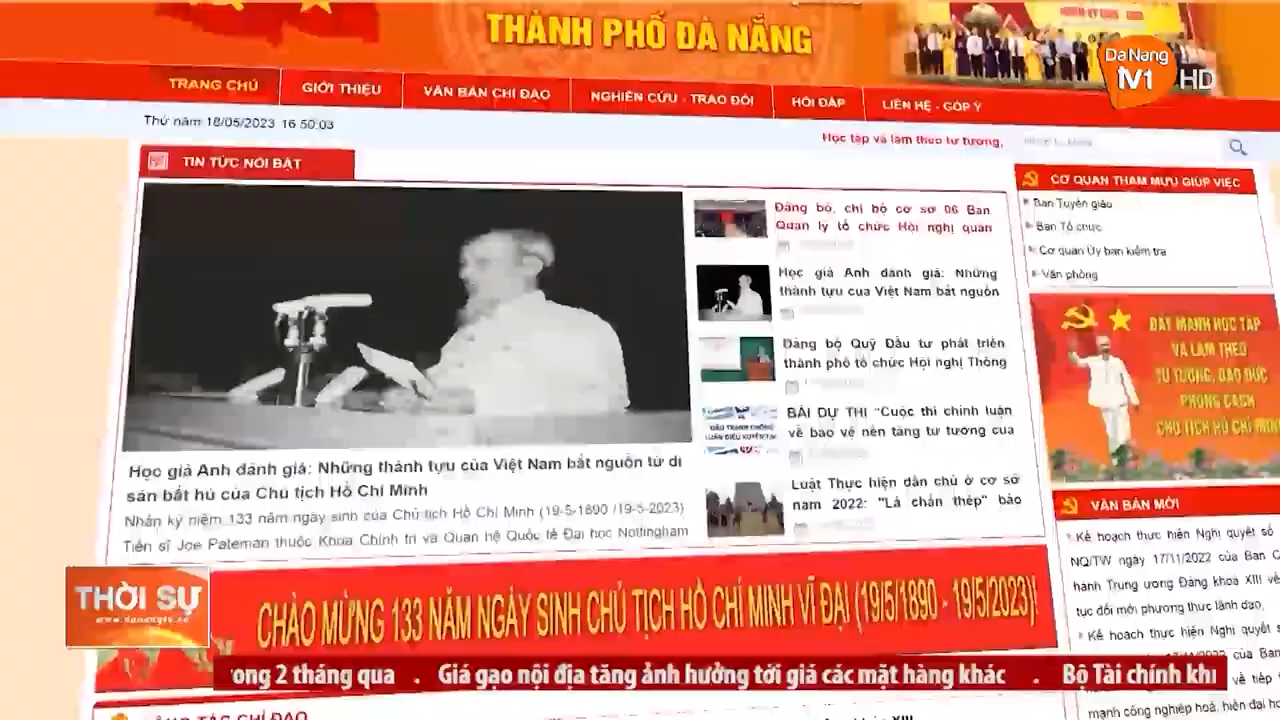 THÀNH PHỐ ĐÀ NẴNG
DaNang
TV1 HD
TRANG CHỦ
GIỚI THIỆU
VĂN BẢN CHỈ ĐẠO
NGHIÊN CỨU - TRAO ĐỔI
HỎI ĐÁP
LIÊN HỆ - GÓP Ý
Thứ năm 18/05/2023 16:50:03
Học tập và làm theo tư tưởng,
TIN TỨC NỔI BẬT
Học giả Anh đánh giá: Những thành tựu của Việt Nam bắt nguồn từ di
sản bất hủ của Chủ tịch Hồ Chí Minh
Nhân kỷ niệm 133 năm ngày sinh của Chủ tịch Hồ Chí Minh (19-5-1890 /19-5-2023)
Tiến sĩ Joe Pateman thuộc Khoa Chính trị và Quan hệ Quốc tế Đại học Nottingham
Đảng bộ, chi bộ cơ sở 06 Ban
Quản lý tổ chức Hội nghị quán
Học giả Anh đánh giá: Những
thành tựu của Việt Nam bắt nguồn
Đảng bộ Quỹ Đầu tư phát triển
thành phố tổ chức Hội nghị Thông
BÀI DỰ THI "Cuộc thi chính luận
về bảo vệ nền tảng tư tưởng của
Luật Thực hiện dân chủ ở cơ sở
năm 2022: "Lá chắn thép" bảo
CƠ QUAN THAM MƯU GIÚP VIỆC
Ban Tuyên giáo
Ban Tổ chức
Cơ quan Ủy ban kiểm tra
Văn phòng
ĐẨY MẠNH HỌC TẬP
VÀ LÀM THEO
TƯ TƯỞNG, ĐẠO ĐỨC
PHONG CÁCH
CHỦ TỊCH HỒ CHÍ MINH
VĂN BẢN MỚI
Kế hoạch thực hiện Nghị quyết số
NQ/TW ngày 17/11/2022 của Ban C
hành Trung ương Đảng khóa XIII về
tục đổi mới phương thức lãnh đạo,
Kế hoạch thực hiện Nghị quyết s
của Ban
về tiếp
mạnh công nghiệp hoá, hiện đại h
CHÀO MỪNG 133 NĂM NGÀY SINH CHỦ TỊCH HỒ CHÍ MINH VĨ ĐẠI (19/5/1890 - 19/5/2023)!
THỜI SỰ
www.danangtv.vn
ong 2 tháng qua . Giá gạo nội địa tăng ảnh hưởng tới giá các mặt hàng khác . Bộ Tài chính khu